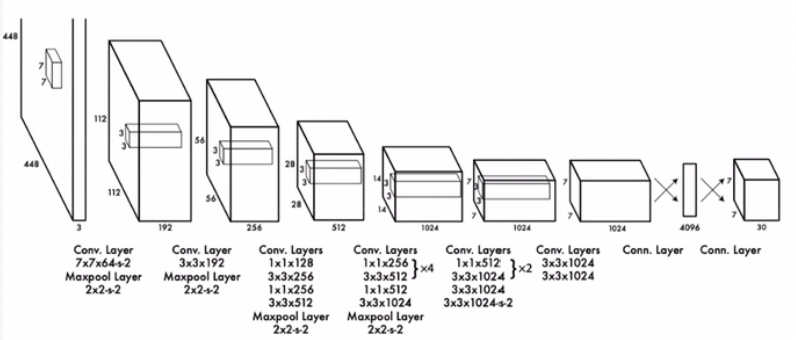 448
7
7
448
3
112
3
3
112
192
56
3
3
56
256
28
3
3
28
512
14
3
3
14
1024
7
3
3
7
1024
7
7
1024
4096
7
7
30
Conv. Layer
7x7x64-s-2
Maxpool Layer
2x2-s-2
Conv. Layer
3x3x192
Maxpool Layer
2x2-s-2
Conv. Layers
1x1x128
3x3x256
1x1x256
3x3x512
Maxpool Layer
2x2-s-2
Conv. Layers
1x1x256
3x3x512 }×4
1x1x512
3x3x1024
Maxpool Layer
2x2-s-2
Conv. Layers
1x1x512
3x3x1024 }×2
3x3x1024
3x3x1024-s-2
Conv. Layers
3x3x1024
3x3x1024
Conn. Layer
Conn. Layer